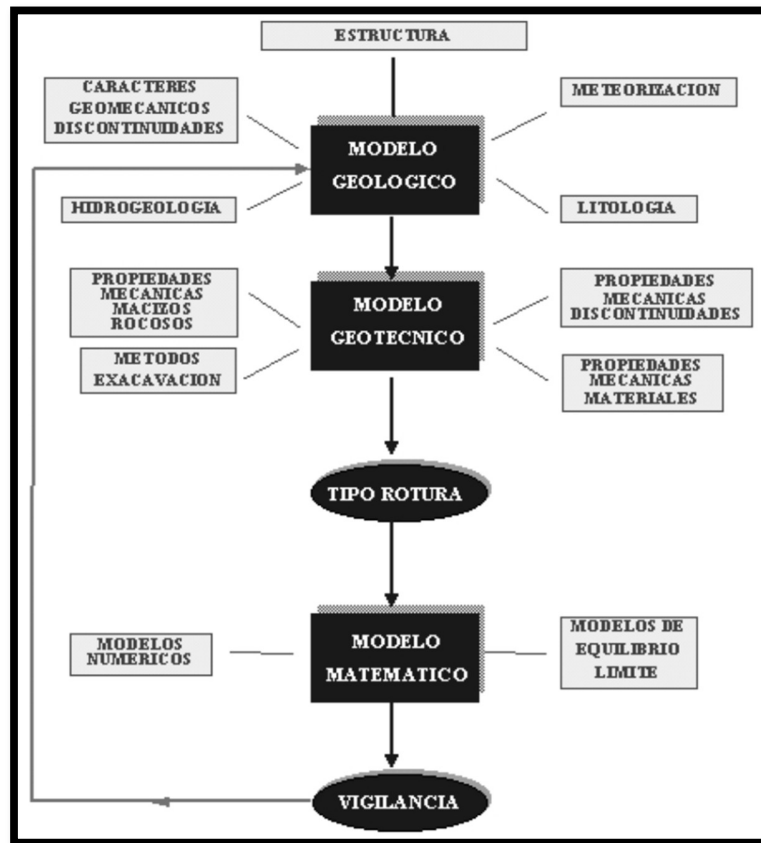 ESTRUCTURA
CARACTERES
GEOMECANICOS
DISCONTINUIDADES
METEORIZACION
MODELO
GEOLOGICO
HIDROGEOLOGIA
LITOLOGIA
PROPIEDADES
MECANICAS
MACIZOS
ROCOSOS
PROPIEDADES
MECANICAS
DISCONTINUIDADES
MODELO
GEOTECNICO
METODOS
EXACAVACION
PROPIEDADES
MECANICAS
MATERIALES
TIPO ROTURA
MODELOS
NUMERICOS
MODELO
MATEMATICO
MODELOS DE
EQUILIBRIO
LIMITE
VIGILANCIA